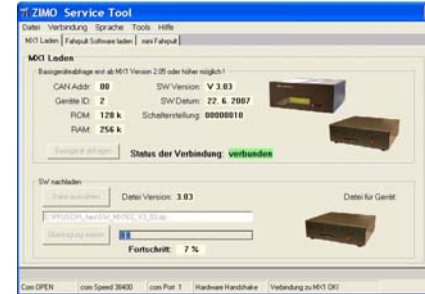 ZIMO Service Tool
Datei Verbindung Sprache Tools Hilfe
MX1 Laden Fahrpult Software laden mini Fahrpult
MX1 Laden
Basisgeräteabfrage erst ab MX1 Version 2.05 oder höher möglich !
CAN Addr: 00 SW Version: V 3.03
Geräte ID: 2 SW Datum: 22. 6. 2007
ROM: 128 k Schalterstellung: 00000010
RAM: 256 k
Basisgerät abfragen Status der Verbindung: verbunden
SW nachladen
Datei auswählen Datei Version: 3.03 Datei für Gerät:
Übertragung starten
Fortschritt: 7 %
Com OPEN com Speed 38400 com Port 1 Hardware Handshake Verbindung zu MX1 OK!